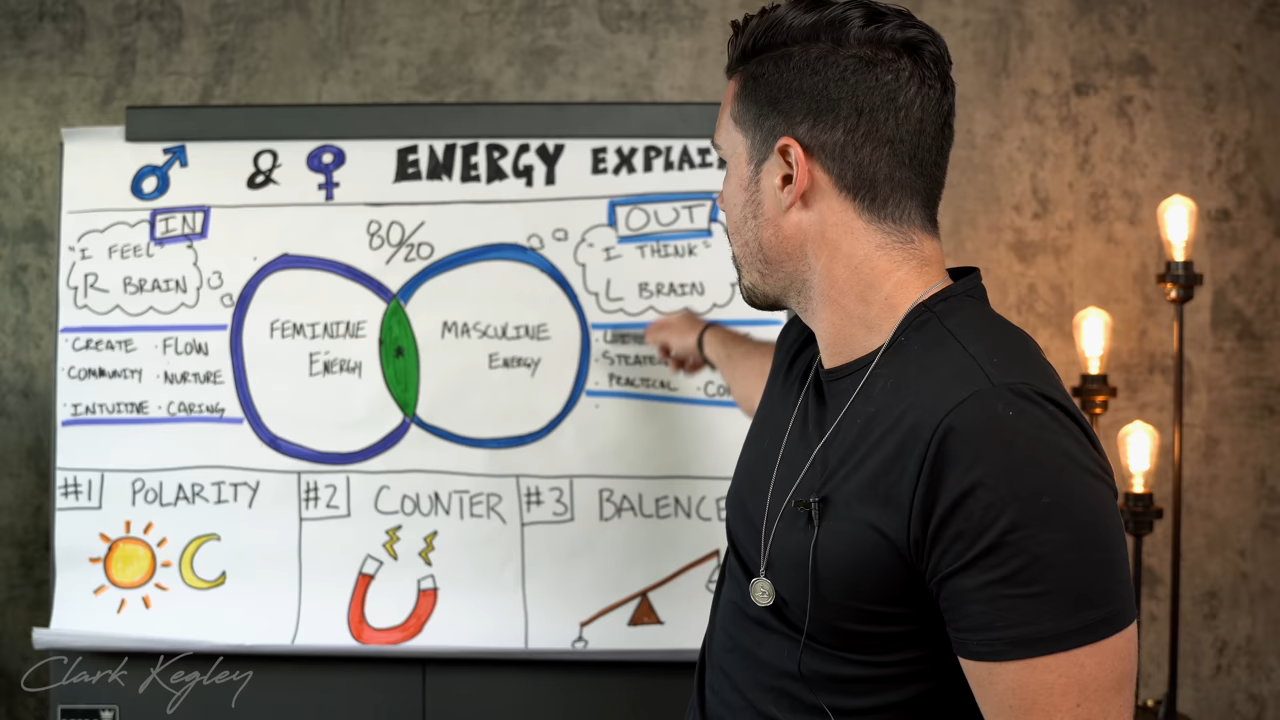 & ENERGY EXPLAI
IN
"I FEEL"
R BRAIN
80/20
OUT
"I THINK"
L BRAIN
FEMININE
ENERGY
MASCULINE
ENERGY
· CREATE · FLOW
· COMMUNITY · NURTURE
· INTUITIVE · CARING
· STRATE
· PRACTICAL · CO
#1 POLARITY
#2 COUNTER
#3 BALENCE
Clark Kegley